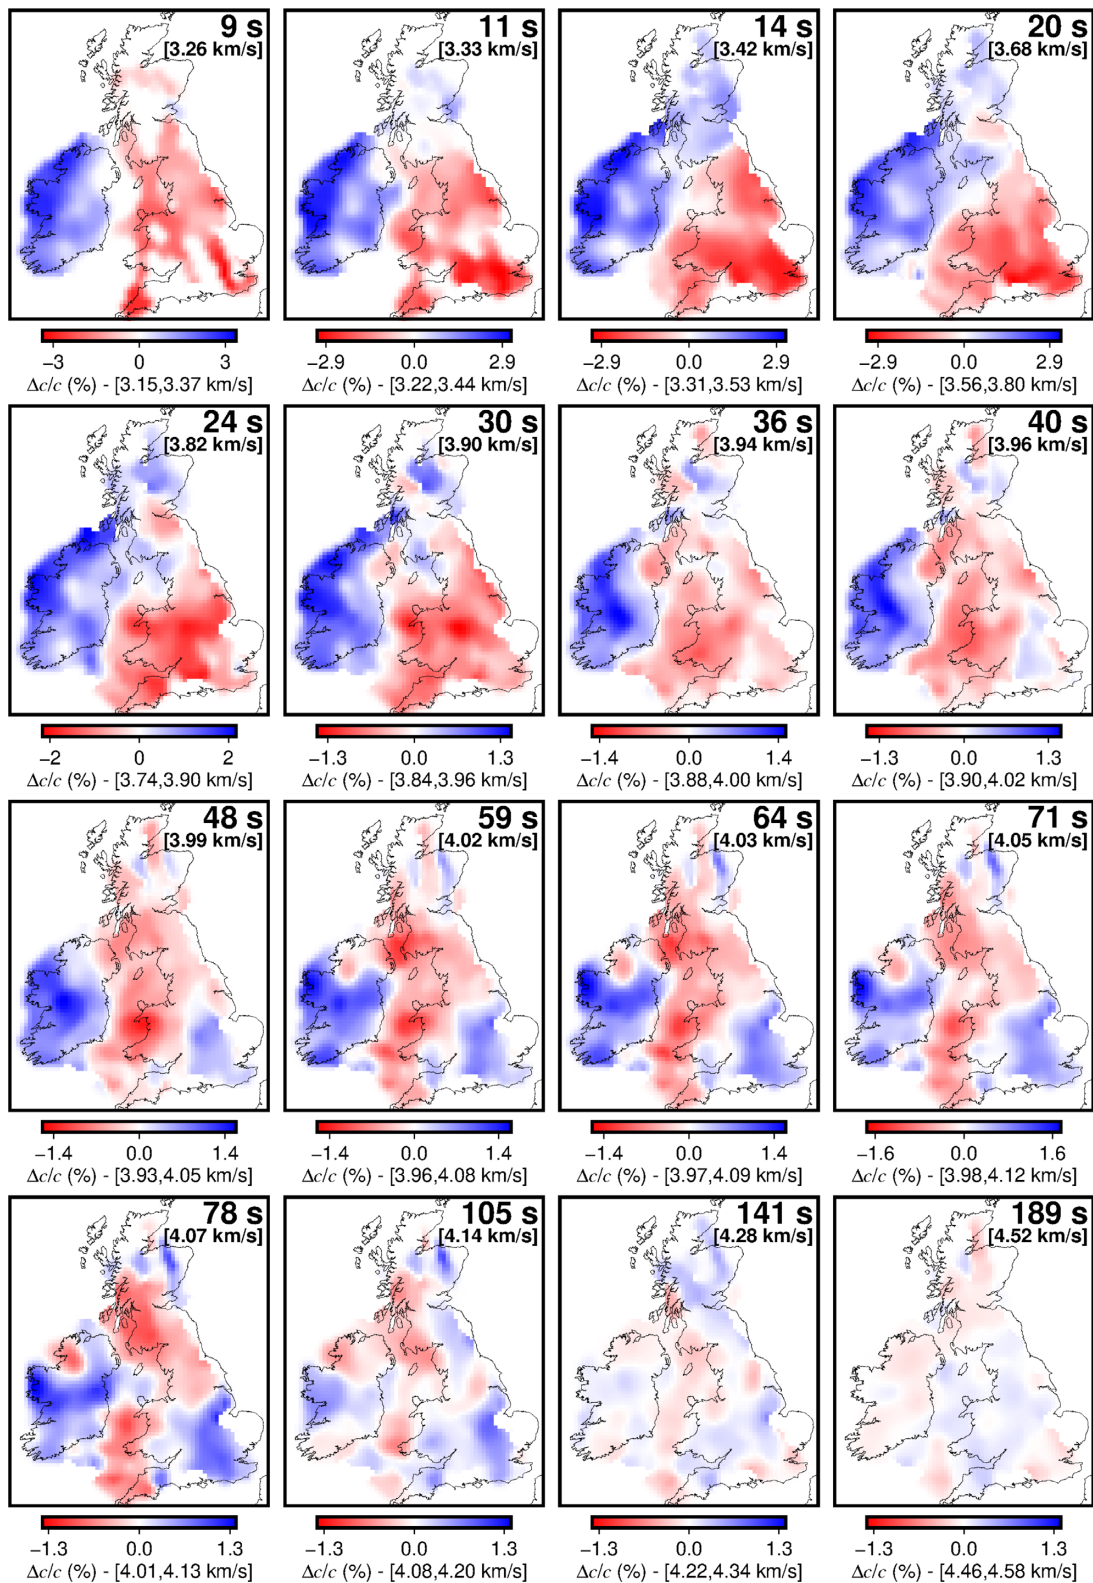 9 s
[3.26 km/s]
11 s
[3.33 km/s]
14 s
[3.42 km/s]
20 s
[3.68 km/s]
−3 0 3
Δc/c (%) - [3.15,3.37 km/s]
−2.9 0.0 2.9
Δc/c (%) - [3.22,3.44 km/s]
−2.9 0.0 2.9
Δc/c (%) - [3.31,3.53 km/s]
−2.9 0.0 2.9
Δc/c (%) - [3.56,3.80 km/s]
24 s
[3.82 km/s]
30 s
[3.90 km/s]
36 s
[3.94 km/s]
40 s
[3.96 km/s]
−2 0 2
Δc/c (%) - [3.74,3.90 km/s]
−1.3 0.0 1.3
Δc/c (%) - [3.84,3.96 km/s]
−1.4 0.0 1.4
Δc/c (%) - [3.88,4.00 km/s]
−1.3 0.0 1.3
Δc/c (%) - [3.90,4.02 km/s]
48 s
[3.99 km/s]
59 s
[4.02 km/s]
64 s
[4.03 km/s]
71 s
[4.05 km/s]
−1.4 0.0 1.4
Δc/c (%) - [3.93,4.05 km/s]
−1.4 0.0 1.4
Δc/c (%) - [3.96,4.08 km/s]
−1.4 0.0 1.4
Δc/c (%) - [3.97,4.09 km/s]
−1.6 0.0 1.6
Δc/c (%) - [3.98,4.12 km/s]
78 s
[4.07 km/s]
105 s
[4.14 km/s]
141 s
[4.28 km/s]
189 s
[4.52 km/s]
−1.3 0.0 1.3
Δc/c (%) - [4.01,4.13 km/s]
−1.3 0.0 1.3
Δc/c (%) - [4.08,4.20 km/s]
−1.3 0.0 1.3
Δc/c (%) - [4.22,4.34 km/s]
−1.3 0.0 1.3
Δc/c (%) - [4.46,4.58 km/s]